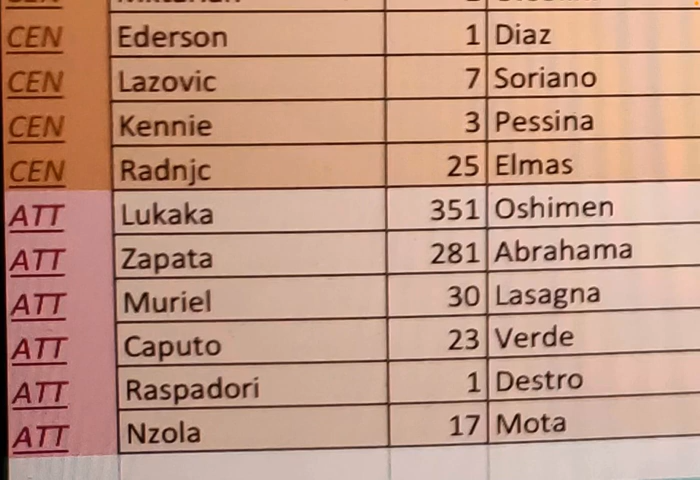 CEN Ederson 1 Diaz
CEN Lazovic 7 Soriano
CEN Kennie 3 Pessina
CEN Radnjc 25 Elmas
ATT Lukaka 351 Oshimen
ATT Zapata 281 Abrahama
ATT Muriel 30 Lasagna
ATT Caputo 23 Verde
ATT Raspadori 1 Destro
ATT Nzola 17 Mota